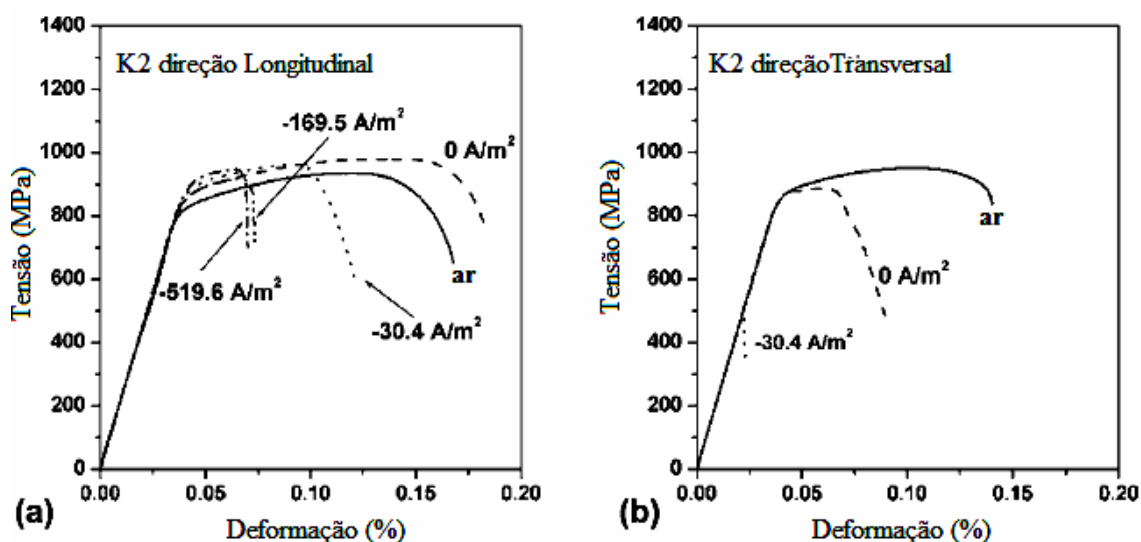 1400
1200
1000
800
600
400
200
0
Tensão (MPa)
K2 direção Longitudinal
-169.5 A/m²
0 A/m²
ar
-519.6 A/m²
-30.4 A/m²
0.00 0.05 0.10 0.15 0.20
(a)
Deformação (%)
1400
1200
1000
800
600
400
200
0
Tensão (MPa)
K2 direçãoTransversal
ar
0 A/m²
-30.4 A/m²
0.00 0.05 0.10 0.15 0.20
(b)
Deformação (%)